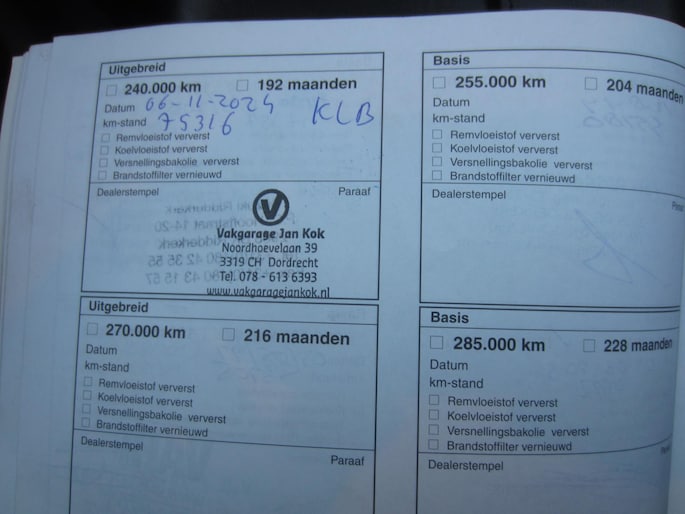 Uitgebreid
240.000 km 192 maanden
Datum 06-11-2024
km-stand 75316 KLB
Remvloeistof ververst
Koelvloeistof ververst
Versnellingsbakolie ververst
Brandstoffilter vernieuwd
Dealerstempel Paraaf
Vakgarage Jan Kok
Noordhoevelaan 39
3319 CH Dordrecht
Tel. 078 - 613 6393
www.vakgaragejankok.nl
Basis
255.000 km 204 maanden
Datum
km-stand
Remvloeistof ververst
Koelvloeistof ververst
Versnellingsbakolie ververst
Brandstoffilter vernieuwd
Dealerstempel
Uitgebreid
270.000 km 216 maanden
Datum
km-stand
Remvloeistof ververst
Koelvloeistof ververst
Versnellingsbakolie ververst
Brandstoffilter vernieuwd
Dealerstempel Paraaf
Basis
285.000 km 228 maanden
Datum
km-stand
Remvloeistof ververst
Koelvloeistof ververst
Versnellingsbakolie ververst
Brandstoffilter vernieuwd
Dealerstempel